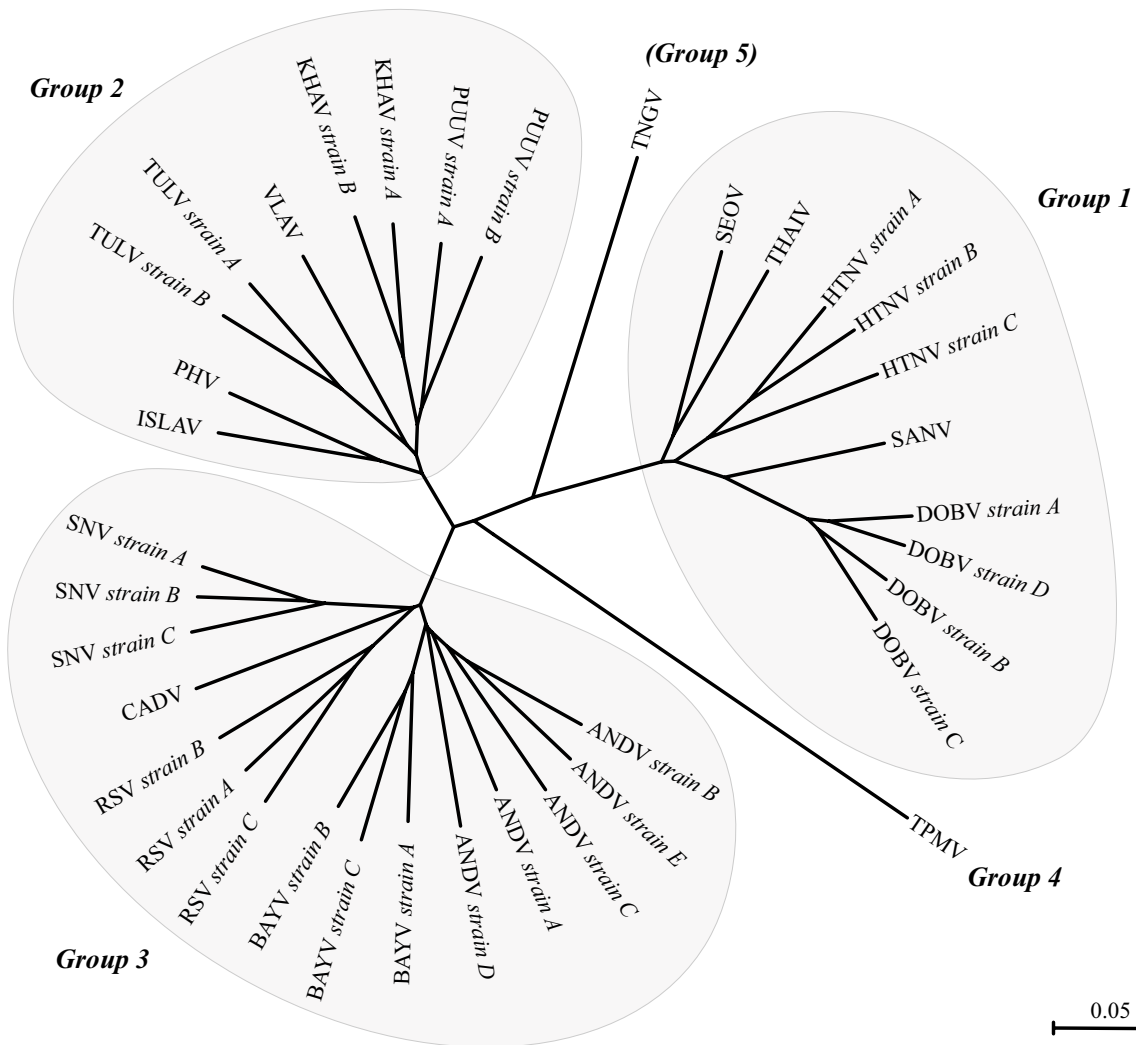 (Group 5)
TNGV
Group 2
KHAV strain B
KHAV strain A
PUUV strain A
PUUV strain B
TULV strain A
VLAV
TULV strain B
PHV
ISLAV
Group 1
SEOV
THAIV
HTNV strain A
HTNV strain B
HTNV strain C
SANV
DOBV strain A
DOBV strain D
DOBV strain B
DOBV strain C
SNV strain A
SNV strain B
SNV strain C
CADV
RSV strain B
RSV strain A
RSV strain C
BAYV strain B
BAYV strain C
BAYV strain A
ANDV strain D
ANDV strain A
ANDV strain C
ANDV strain E
ANDV strain B
TPMV
Group 4
Group 3
0.05